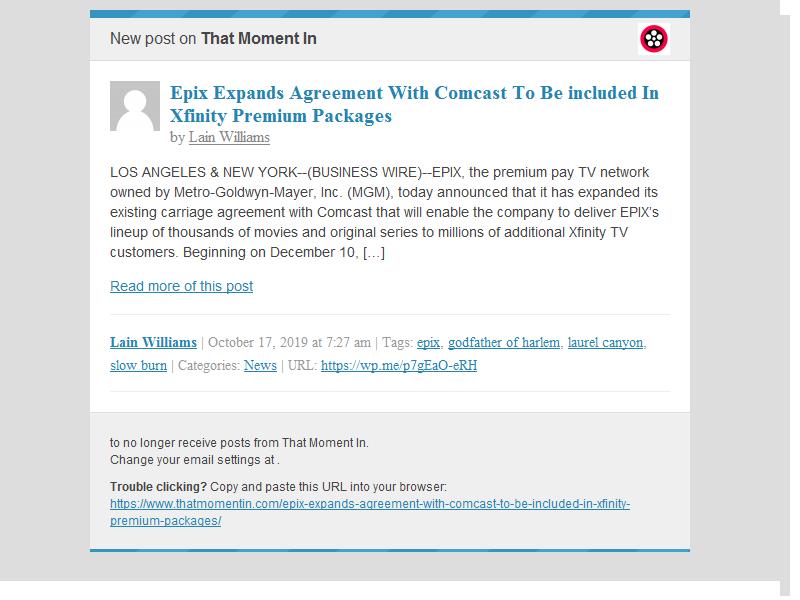 New post on That Moment In
Epix Expands Agreement With Comcast To Be included In
Xfinity Premium Packages
by Lain Williams
LOS ANGELES & NEW YORK--(BUSINESS WIRE)--EPIX, the premium pay TV network
owned by Metro-Goldwyn-Mayer, Inc. (MGM), today announced that it has expanded its
existing carriage agreement with Comcast that will enable the company to deliver EPIX's
lineup of thousands of movies and original series to millions of additional Xfinity TV
customers. Beginning on December 10, […]
Read more of this post
Lain Williams | October 17, 2019 at 7:27 am | Tags: epix, godfather of harlem, laurel canyon,
slow burn | Categories: News | URL: https://wp.me/p7gEaO-eRH
to no longer receive posts from That Moment In.
Change your email settings at .
Trouble clicking? Copy and paste this URL into your browser:
https://www.thatmomentin.com/epix-expands-agreement-with-comcast-to-be-included-in-xfinity-
premium-packages/